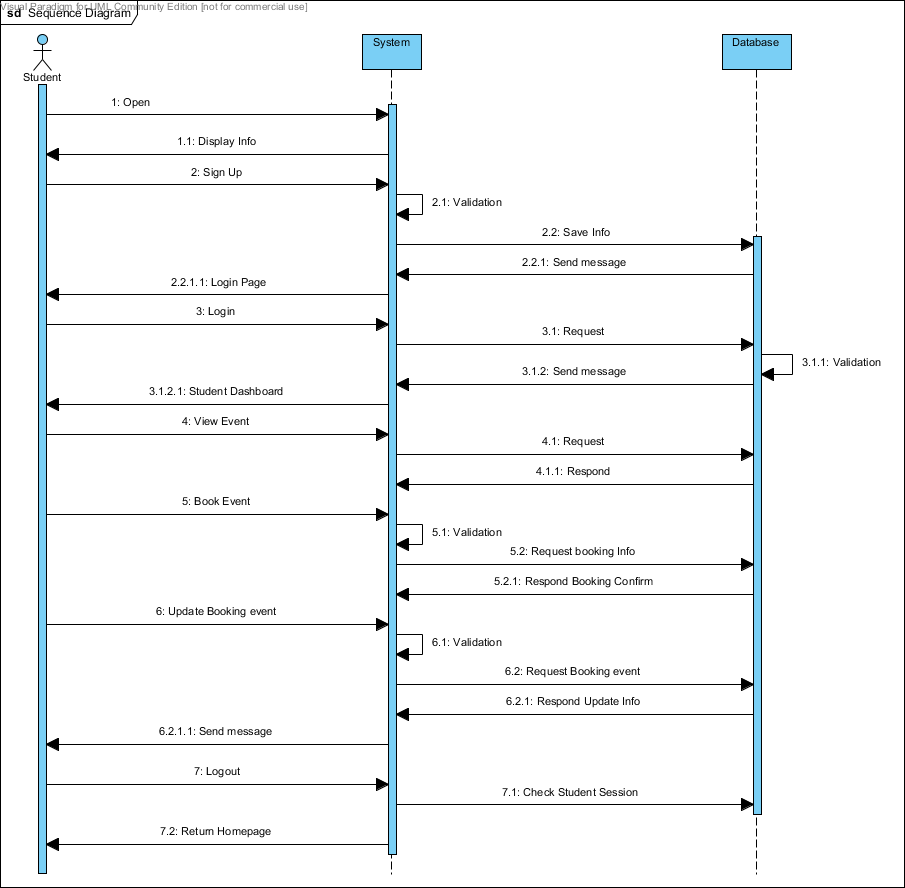 Visual Paradigm for UML Community Edition [not for commercial use]
sd Sequence Diagram
System
Database
Student
1: Open
1.1: Display Info
2: Sign Up
2.1: Validation
2.2: Save Info
2.2.1: Send message
2.2.1.1: Login Page
3: Login
3.1: Request
3.1.1: Validation
3.1.2: Send message
3.1.2.1: Student Dashboard
4: View Event
4.1: Request
4.1.1: Respond
5: Book Event
5.1: Validation
5.2: Request booking Info
5.2.1: Respond Booking Confirm
6: Update Booking event
6.1: Validation
6.2: Request Booking event
6.2.1: Respond Update Info
6.2.1.1: Send message
7: Logout
7.1: Check Student Session
7.2: Return Homepage